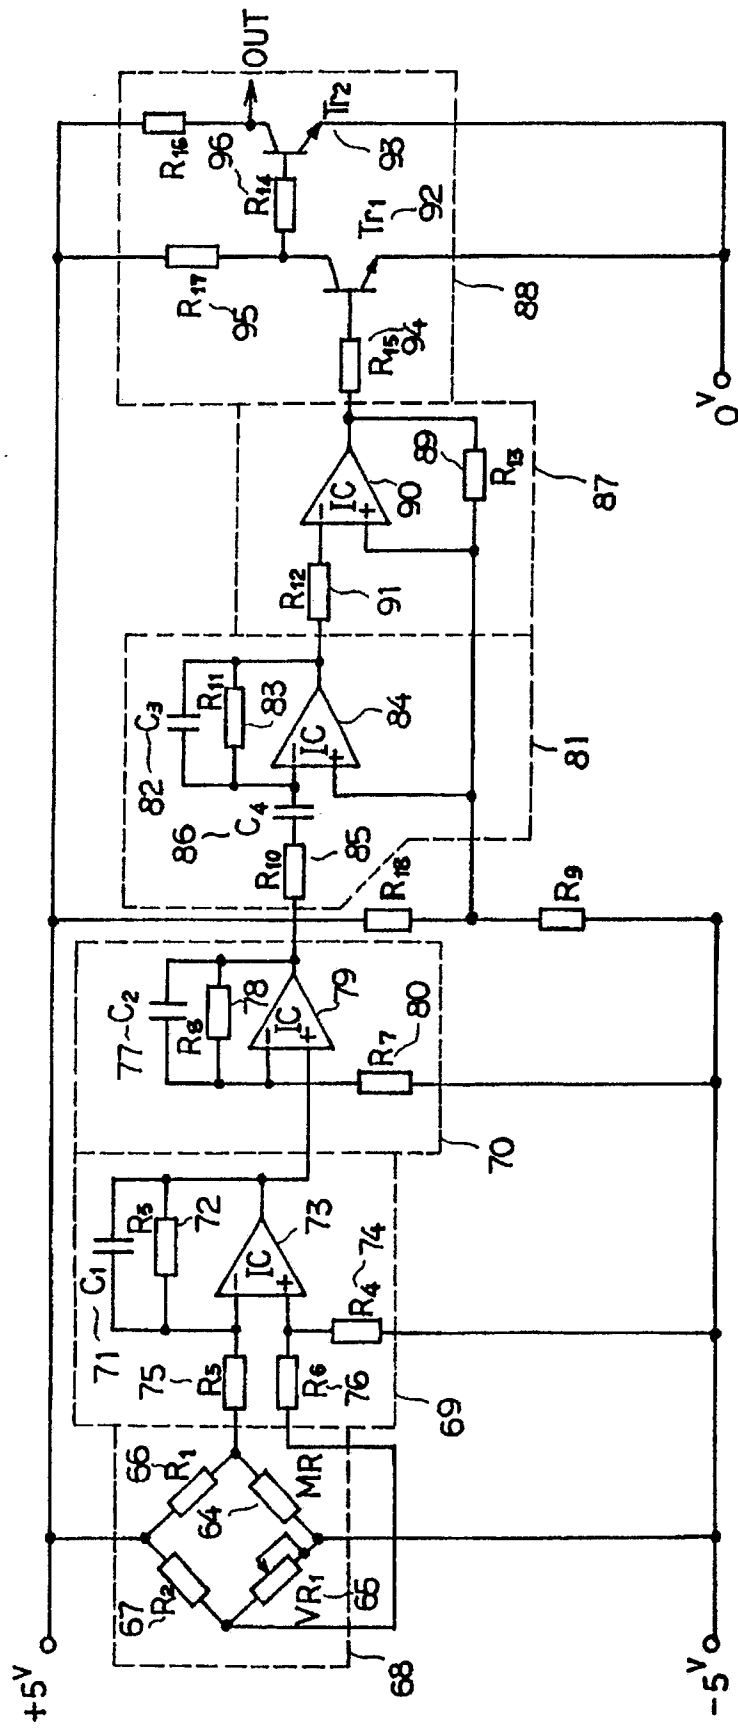 +5V
-5V
0V
67
R2
66
R1
64
MR
VR1
65
68
71
C1
R3
72
75
R5
IC
-
+
73
R6
76
R4
74
69
77
C2
R8
78
IC
-
+
79
R7
80
70
R18
R9
R10
85
86
C4
82
C3
R11
83
IC
-
+
84
81
R12
91
IC
-
+
90
89
R13
87
R15
94
R17
95
Tr1
92
88
R14
96
R16
Tr2
93
OUT